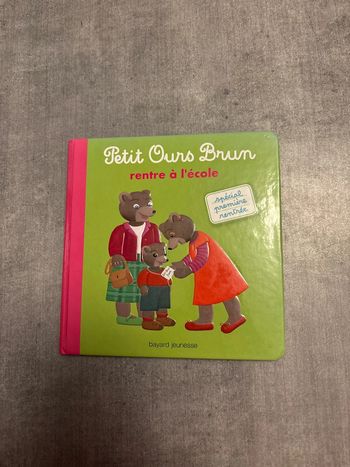 Petit Ours Brun
rentre à l'école
spécial
première
rentrée
bayard jeunesse